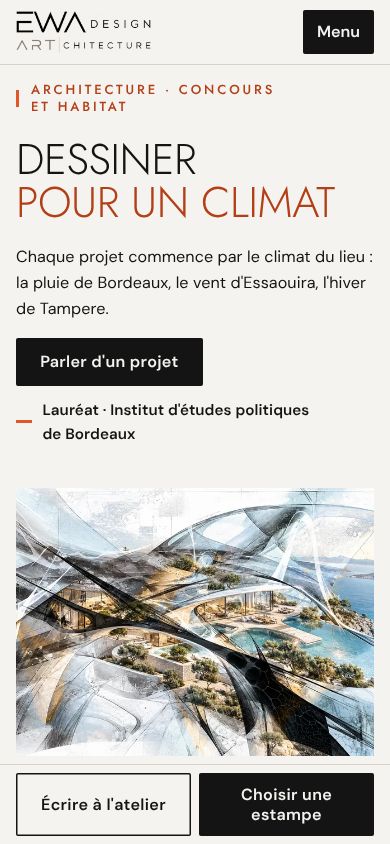 EWA DESIGN
ART CHITECTURE
Menu
ARCHITECTURE · CONCOURS
ET HABITAT
DESSINER
POUR UN CLIMAT
Chaque projet commence par le climat du lieu :
la pluie de Bordeaux, le vent d'Essaouira, l'hiver
de Tampere.
Parler d'un projet
Lauréat · Institut d'études politiques
de Bordeaux
Écrire à l'atelier
Choisir une
estampe